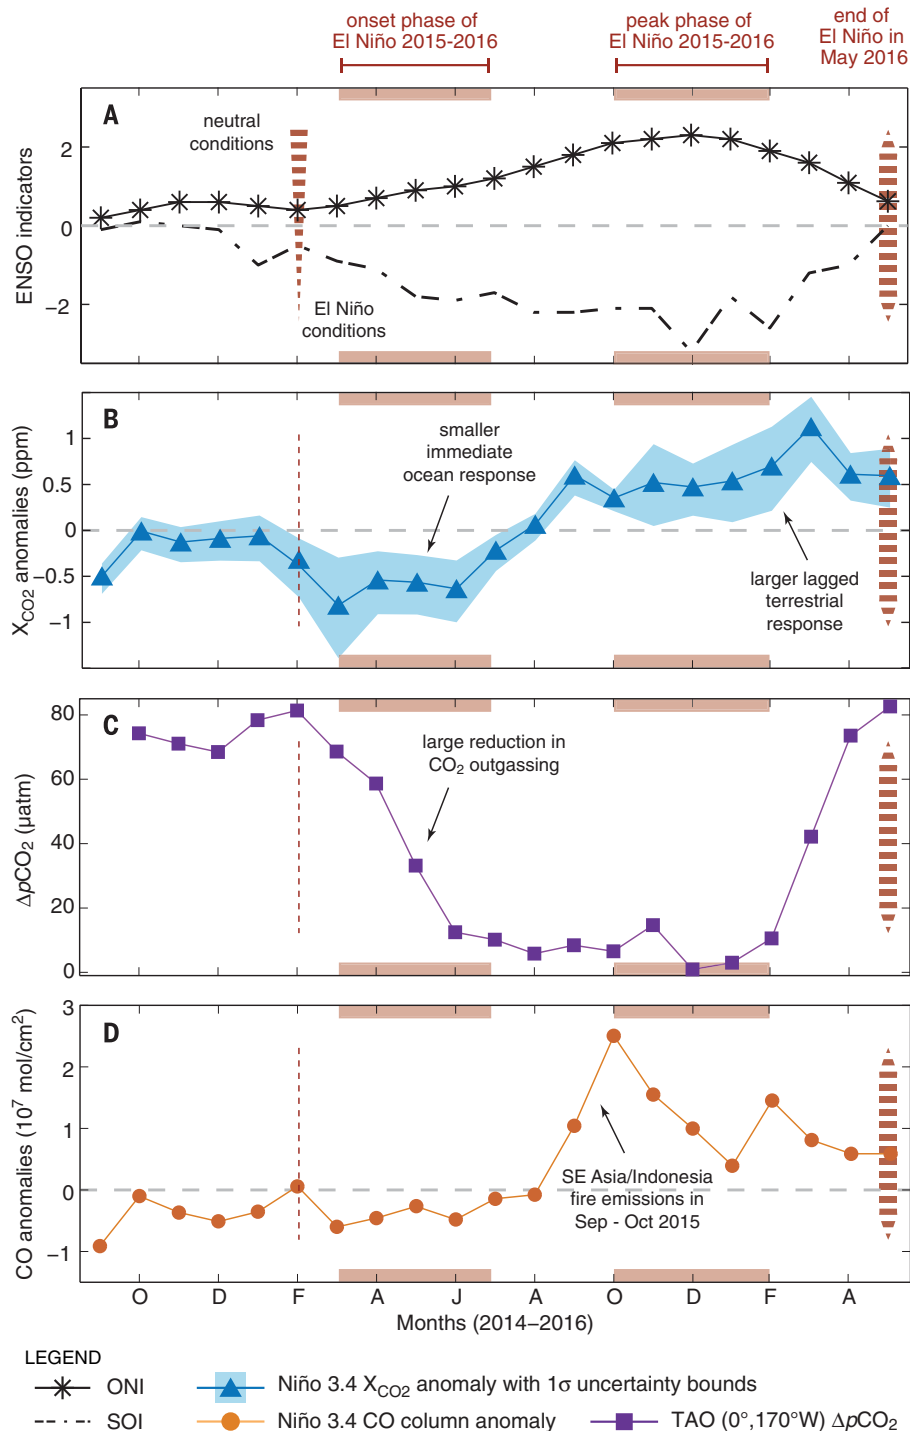 onset phase of
El Niño 2015-2016
peak phase of
El Niño 2015-2016
end of
El Niño in
May 2016
A
neutral
conditions
El Niño
conditions
ENSO indicators
2
0
−2
B
smaller
immediate
ocean response
larger lagged
terrestrial
response
XCO2 anomalies (ppm)
1
0.5
0
−0.5
−1
C
large reduction in
CO2 outgassing
ΔpCO2 (µatm)
80
60
40
20
0
D
SE Asia/Indonesia
fire emissions in
Sep - Oct 2015
CO anomalies (10^7 mol/cm^2)
3
2
1
0
−1
O D F A J A O D F A
Months (2014−2016)
LEGEND
ONI
Niño 3.4 XCO2 anomaly with 1σ uncertainty bounds
SOI
Niño 3.4 CO column anomaly
TAO (0°,170°W) ΔpCO2